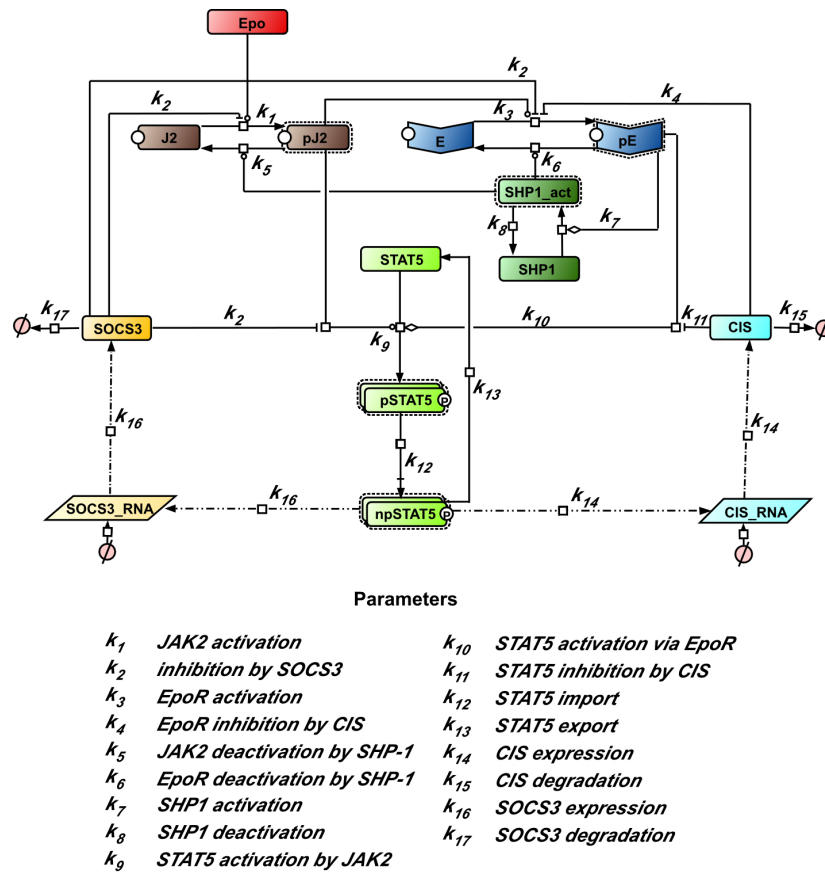 Epo
k2
k2
k1
k3
k4
J2
pJ2
E
pE
k5
k6
SHP1_act
k7
k8
STAT5
SHP1
k17
SOCS3
k2
k10
k11
CIS
k15
k9
k13
pSTAT5
P
k16
k14
k12
k16
k14
SOCS3_RNA
npSTAT5
P
CIS_RNA
Parameters
k1 JAK2 activation
k2 inhibition by SOCS3
k3 EpoR activation
k4 EpoR inhibition by CIS
k5 JAK2 deactivation by SHP-1
k6 EpoR deactivation by SHP-1
k7 SHP1 activation
k8 SHP1 deactivation
k9 STAT5 activation by JAK2
k10 STAT5 activation via EpoR
k11 STAT5 inhibition by CIS
k12 STAT5 import
k13 STAT5 export
k14 CIS expression
k15 CIS degradation
k16 SOCS3 expression
k17 SOCS3 degradation